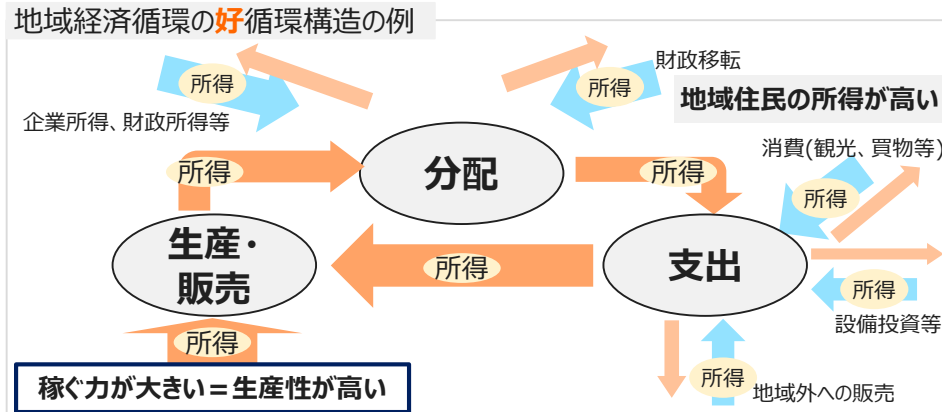 地域経済循環の好循環構造の例
所得
企業所得、財政所得等
財政移転
所得
地域住民の所得が高い
消費(観光、買物等)
所得
分配
所得
所得
生産・
販売
所得
支出
所得
設備投資等
所得
稼ぐ力が大きい=生産性が高い
所得
地域外への販売